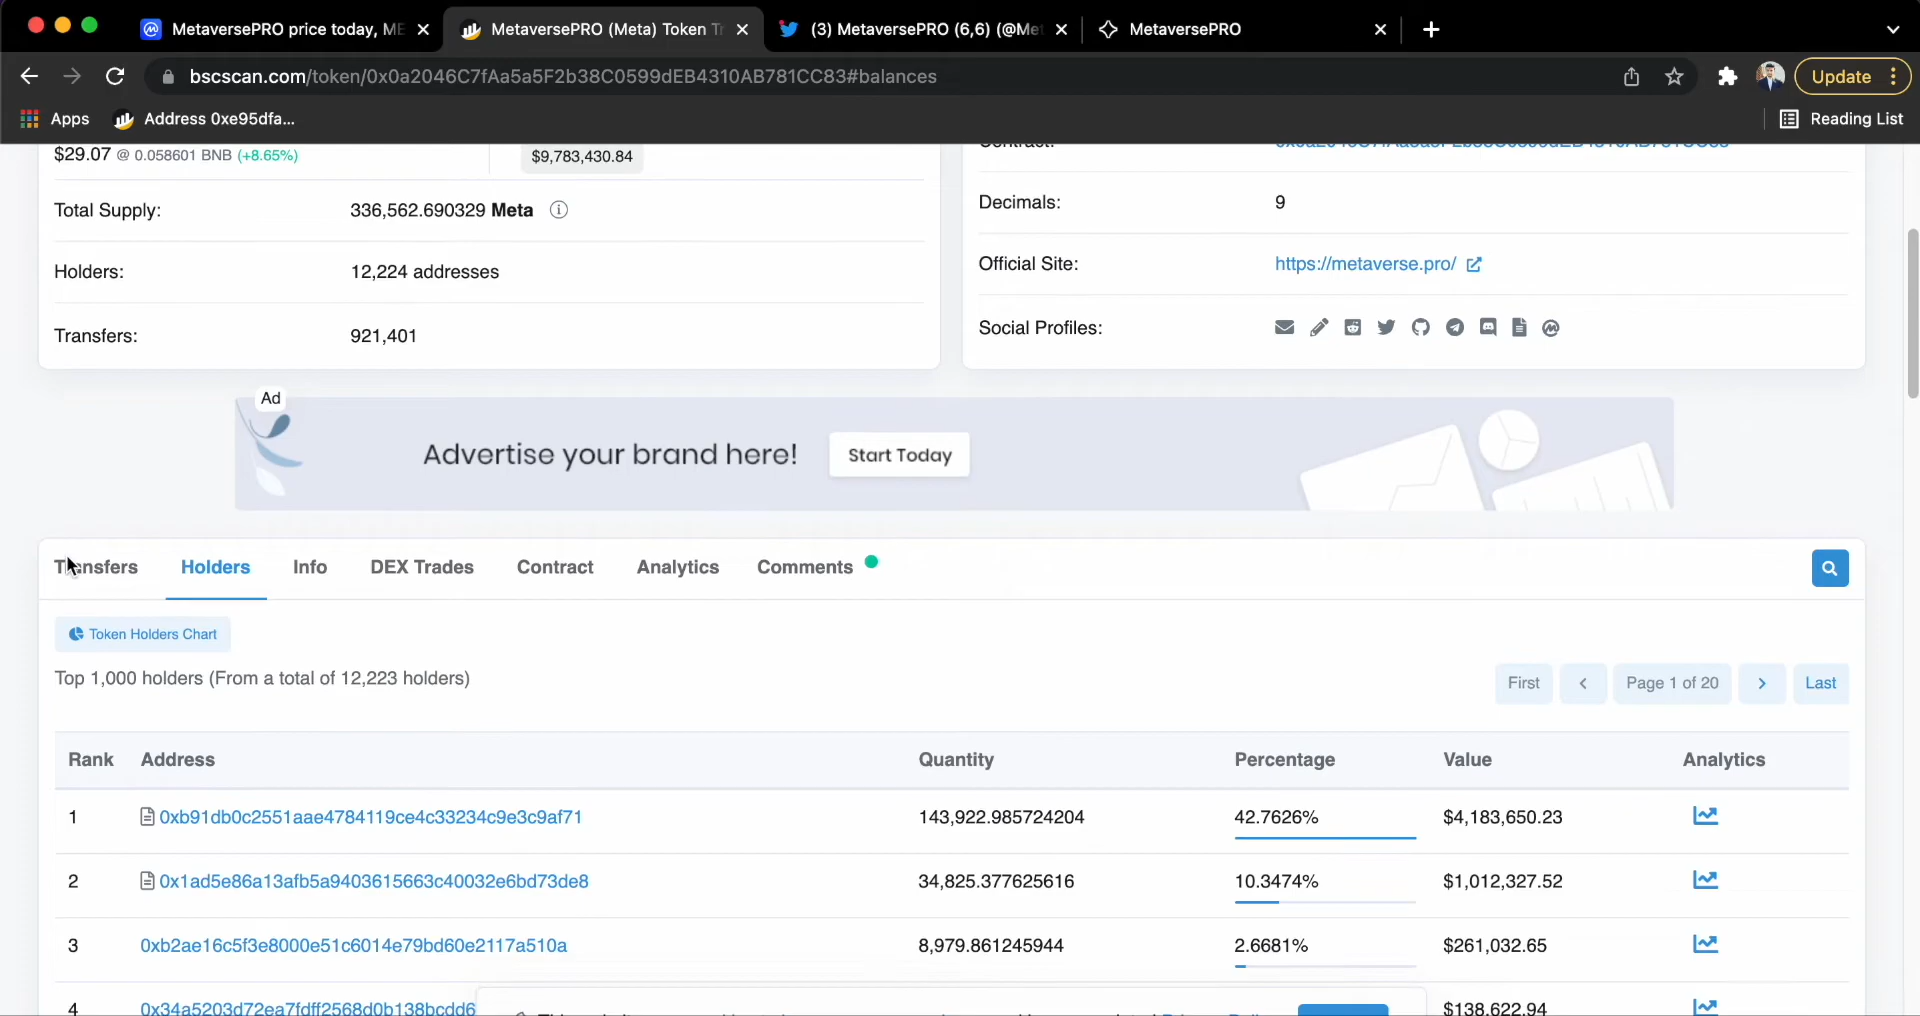 MetaversePRO price today, ME
MetaversePRO (Meta) Token Tr
(3) MetaversePRO (6,6) (@Met
MetaversePRO
bscscan.com/token/0x0a2046C7fAa5a5F2b38C0599dEB4310AB781CC83#balances
Update
Apps
Address 0xe95dfa...
Reading List
$29.07 @ 0.058601 BNB (+8.65%)
$9,783,430.84
Contract:
Decimals:
9
Total Supply:
336,562.690329 Meta
Official Site:
https://metaverse.pro/
Holders:
12,224 addresses
Social Profiles:
Transfers:
921,401
Ad
Advertise your brand here!
Start Today
Transfers
Holders
Info
DEX Trades
Contract
Analytics
Comments
Token Holders Chart
Top 1,000 holders (From a total of 12,223 holders)
First
Page 1 of 20
Last
Rank Address Quantity Percentage Value Analytics
1 0xb91db0c2551aae4784119ce4c33234c9e3c9af71 143,922.985724204 42.7626% $4,183,650.23
2 0x1ad5e86a13afb5a9403615663c40032e6bd73de8 34,825.377625616 10.3474% $1,012,327.52
3 0xb2ae16c5f3e8000e51c6014e79bd60e2117a510a 8,979.861245944 2.6681% $261,032.65
4 0x34a5203d72ea7fdff2568d0b138bcdd6 $138,622.94